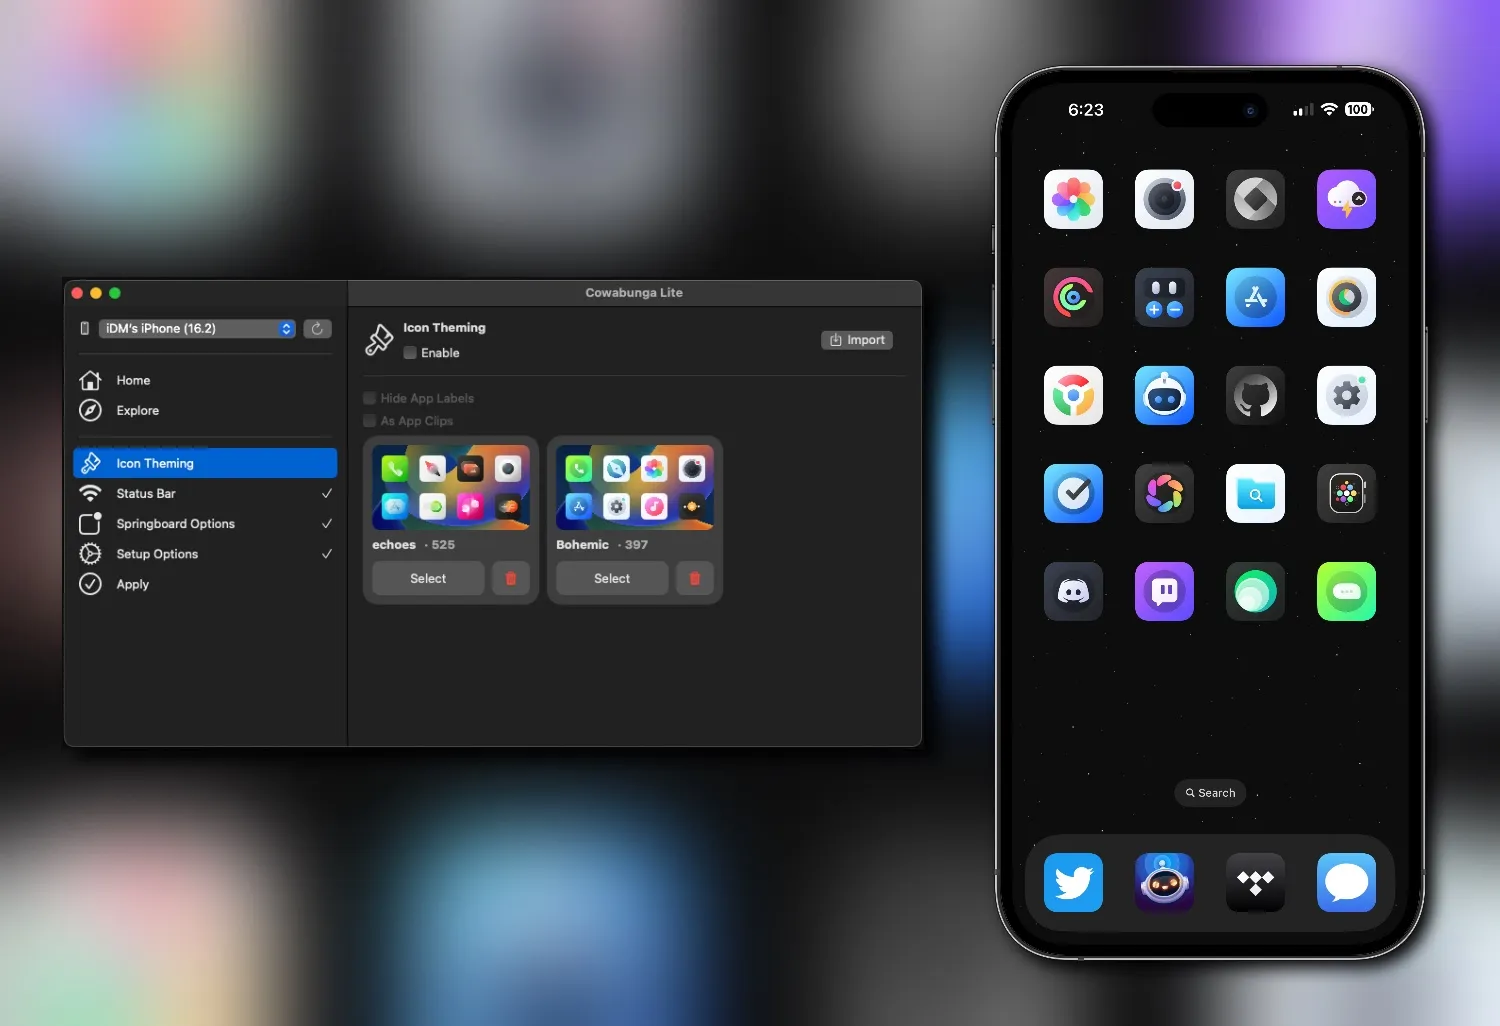 Cowabunga Lite
iDM's iPhone (16.2)
Home
Explore
Icon Theming
Status Bar
Springboard Options
Setup Options
Apply
Icon Theming
Enable
Import
Hide App Labels
As App Clips
echoes · 525
Select
Bohemic · 397
Select
6:23
100
Search